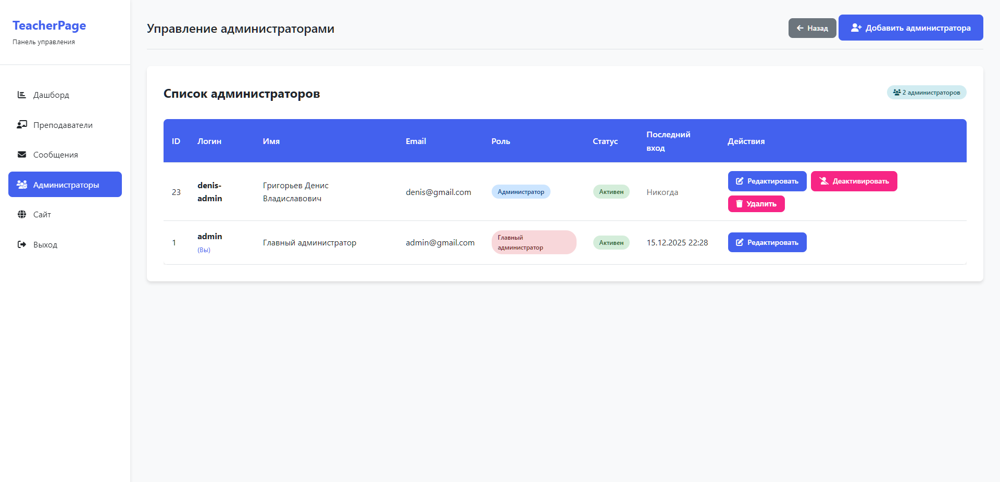 TeacherPage
Панель управления
Дашборд
Преподаватели
Сообщения
Администраторы
Сайт
Выход
Управление администраторами
Назад
Добавить администратора
Список администраторов
2 администраторов
ID Логин Имя Email Роль Статус Последний вход Действия
23 denis-admin Григорьев Денис Владиславович denis@gmail.com Администратор Активен Никогда Редактировать Деактивировать
Удалить
1 admin (Вы) Главный администратор admin@gmail.com Главный администратор Активен 15.12.2025 22:28 Редактировать